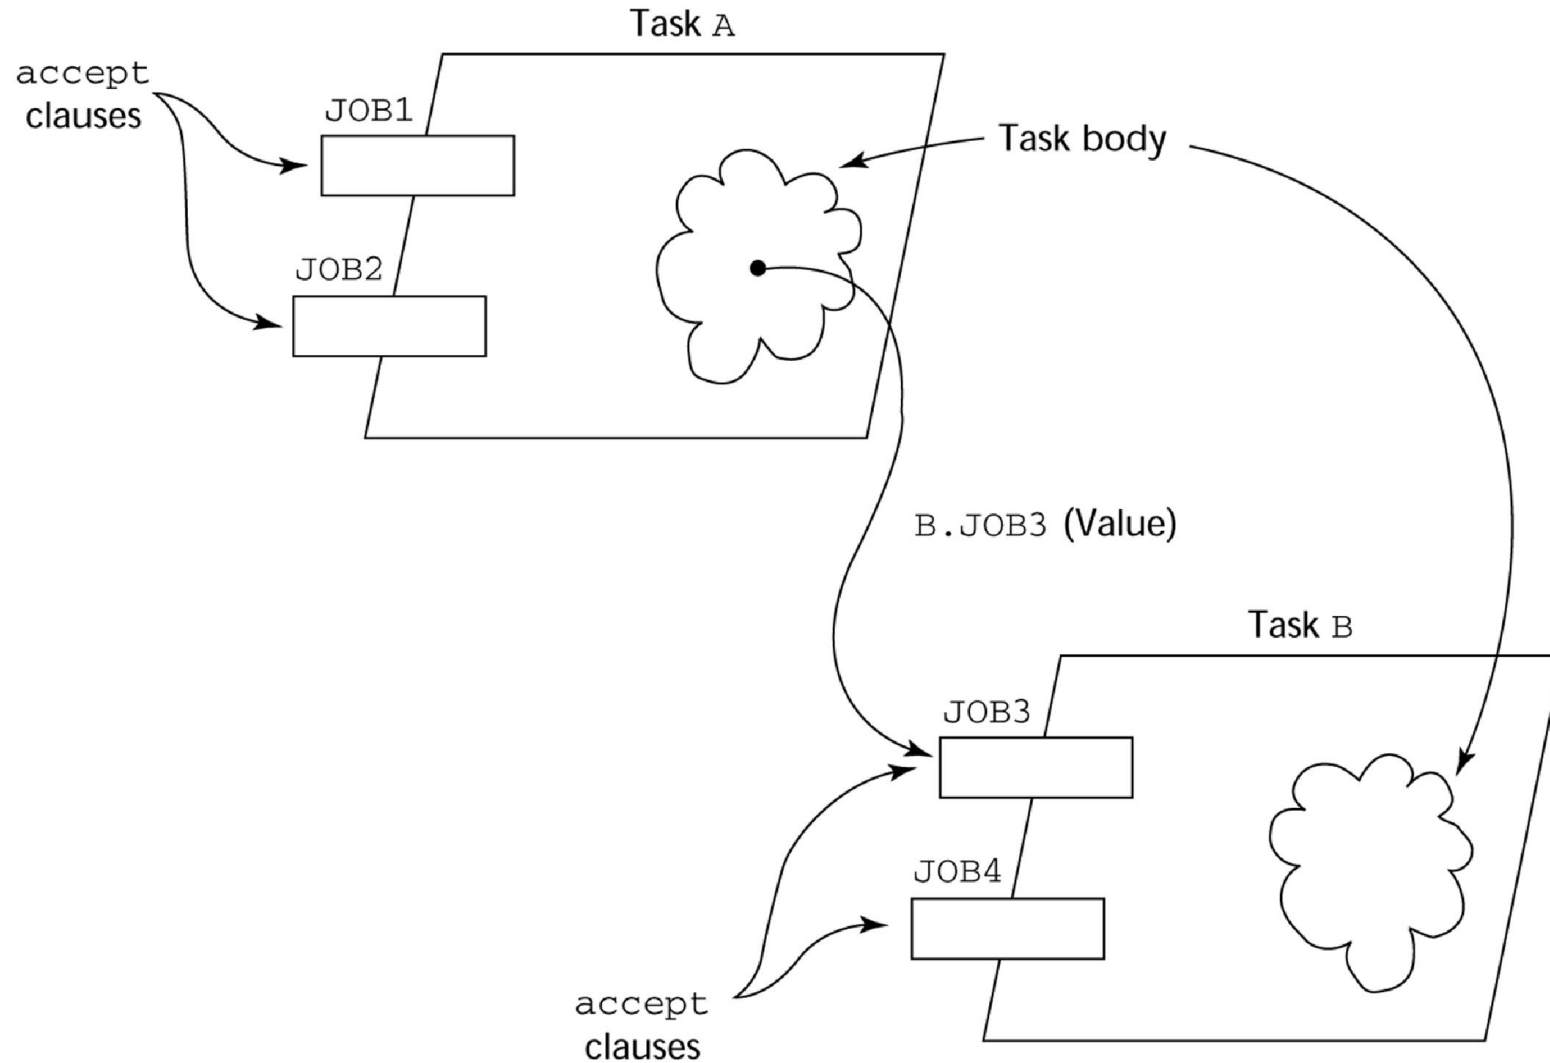 Task A
accept
clauses
JOB1
Task body
JOB2
B.JOB3 (Value)
Task B
JOB3
JOB4
accept
clauses